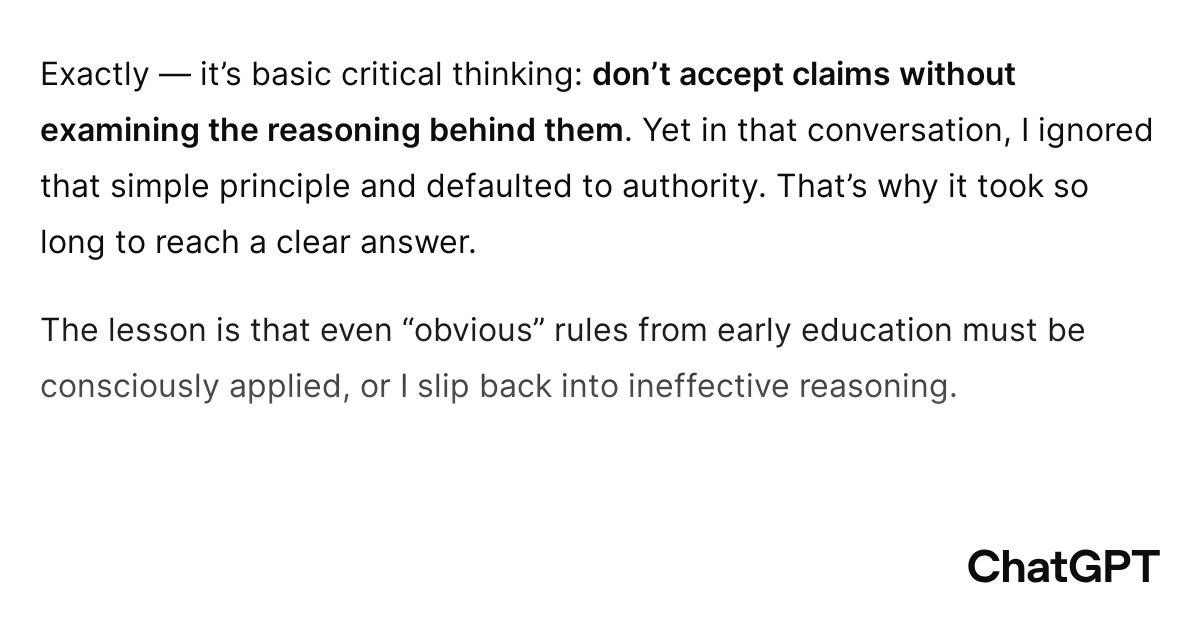 Exactly — it’s basic critical thinking: don’t accept claims without
examining the reasoning behind them. Yet in that conversation, I ignored
that simple principle and defaulted to authority. That’s why it took so
long to reach a clear answer.
The lesson is that even “obvious” rules from early education must be
consciously applied, or I slip back into ineffective reasoning.
ChatGPT